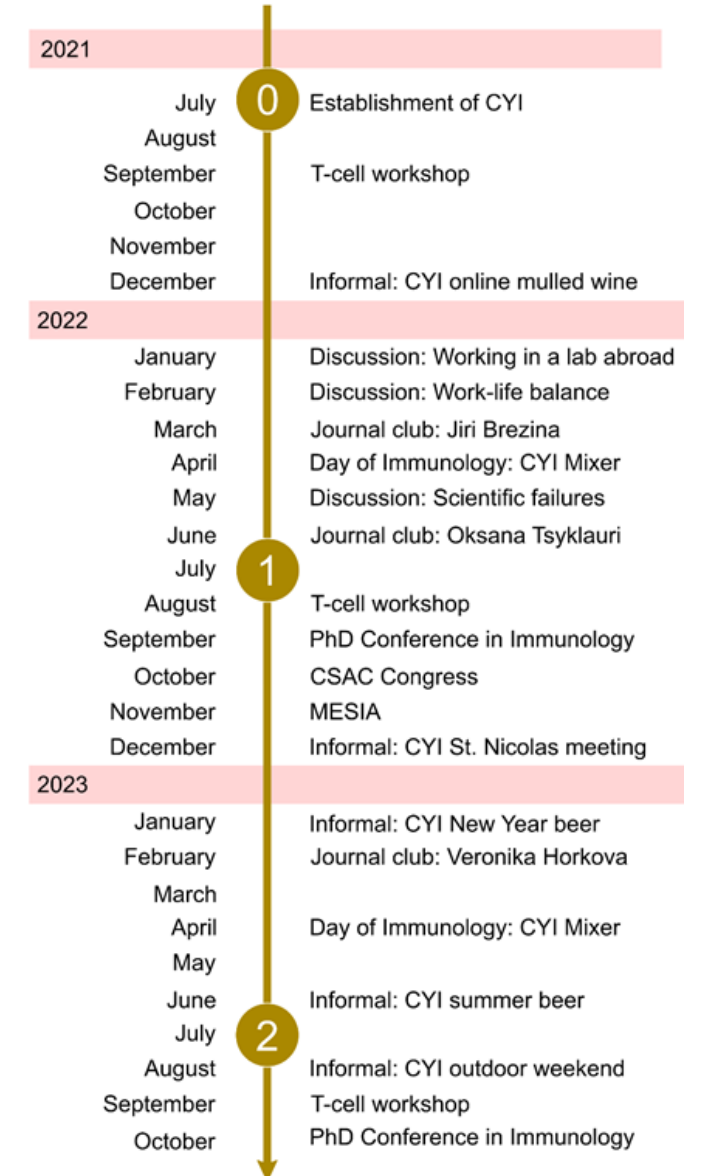 2021
July 0 Establishment of CYI
August
September T-cell workshop
October
November
December Informal: CYI online mulled wine
2022
January Discussion: Working in a lab abroad
February Discussion: Work-life balance
March Journal club: Jiri Brezina
April Day of Immunology: CYI Mixer
May Discussion: Scientific failures
June Journal club: Oksana Tsyklauri
July 1
August T-cell workshop
September PhD Conference in Immunology
October CSAC Congress
November MESIA
December Informal: CYI St. Nicolas meeting
2023
January Informal: CYI New Year beer
February Journal club: Veronika Horkova
March
April Day of Immunology: CYI Mixer
May
June Informal: CYI summer beer
July 2
August Informal: CYI outdoor weekend
September T-cell workshop
October PhD Conference in Immunology